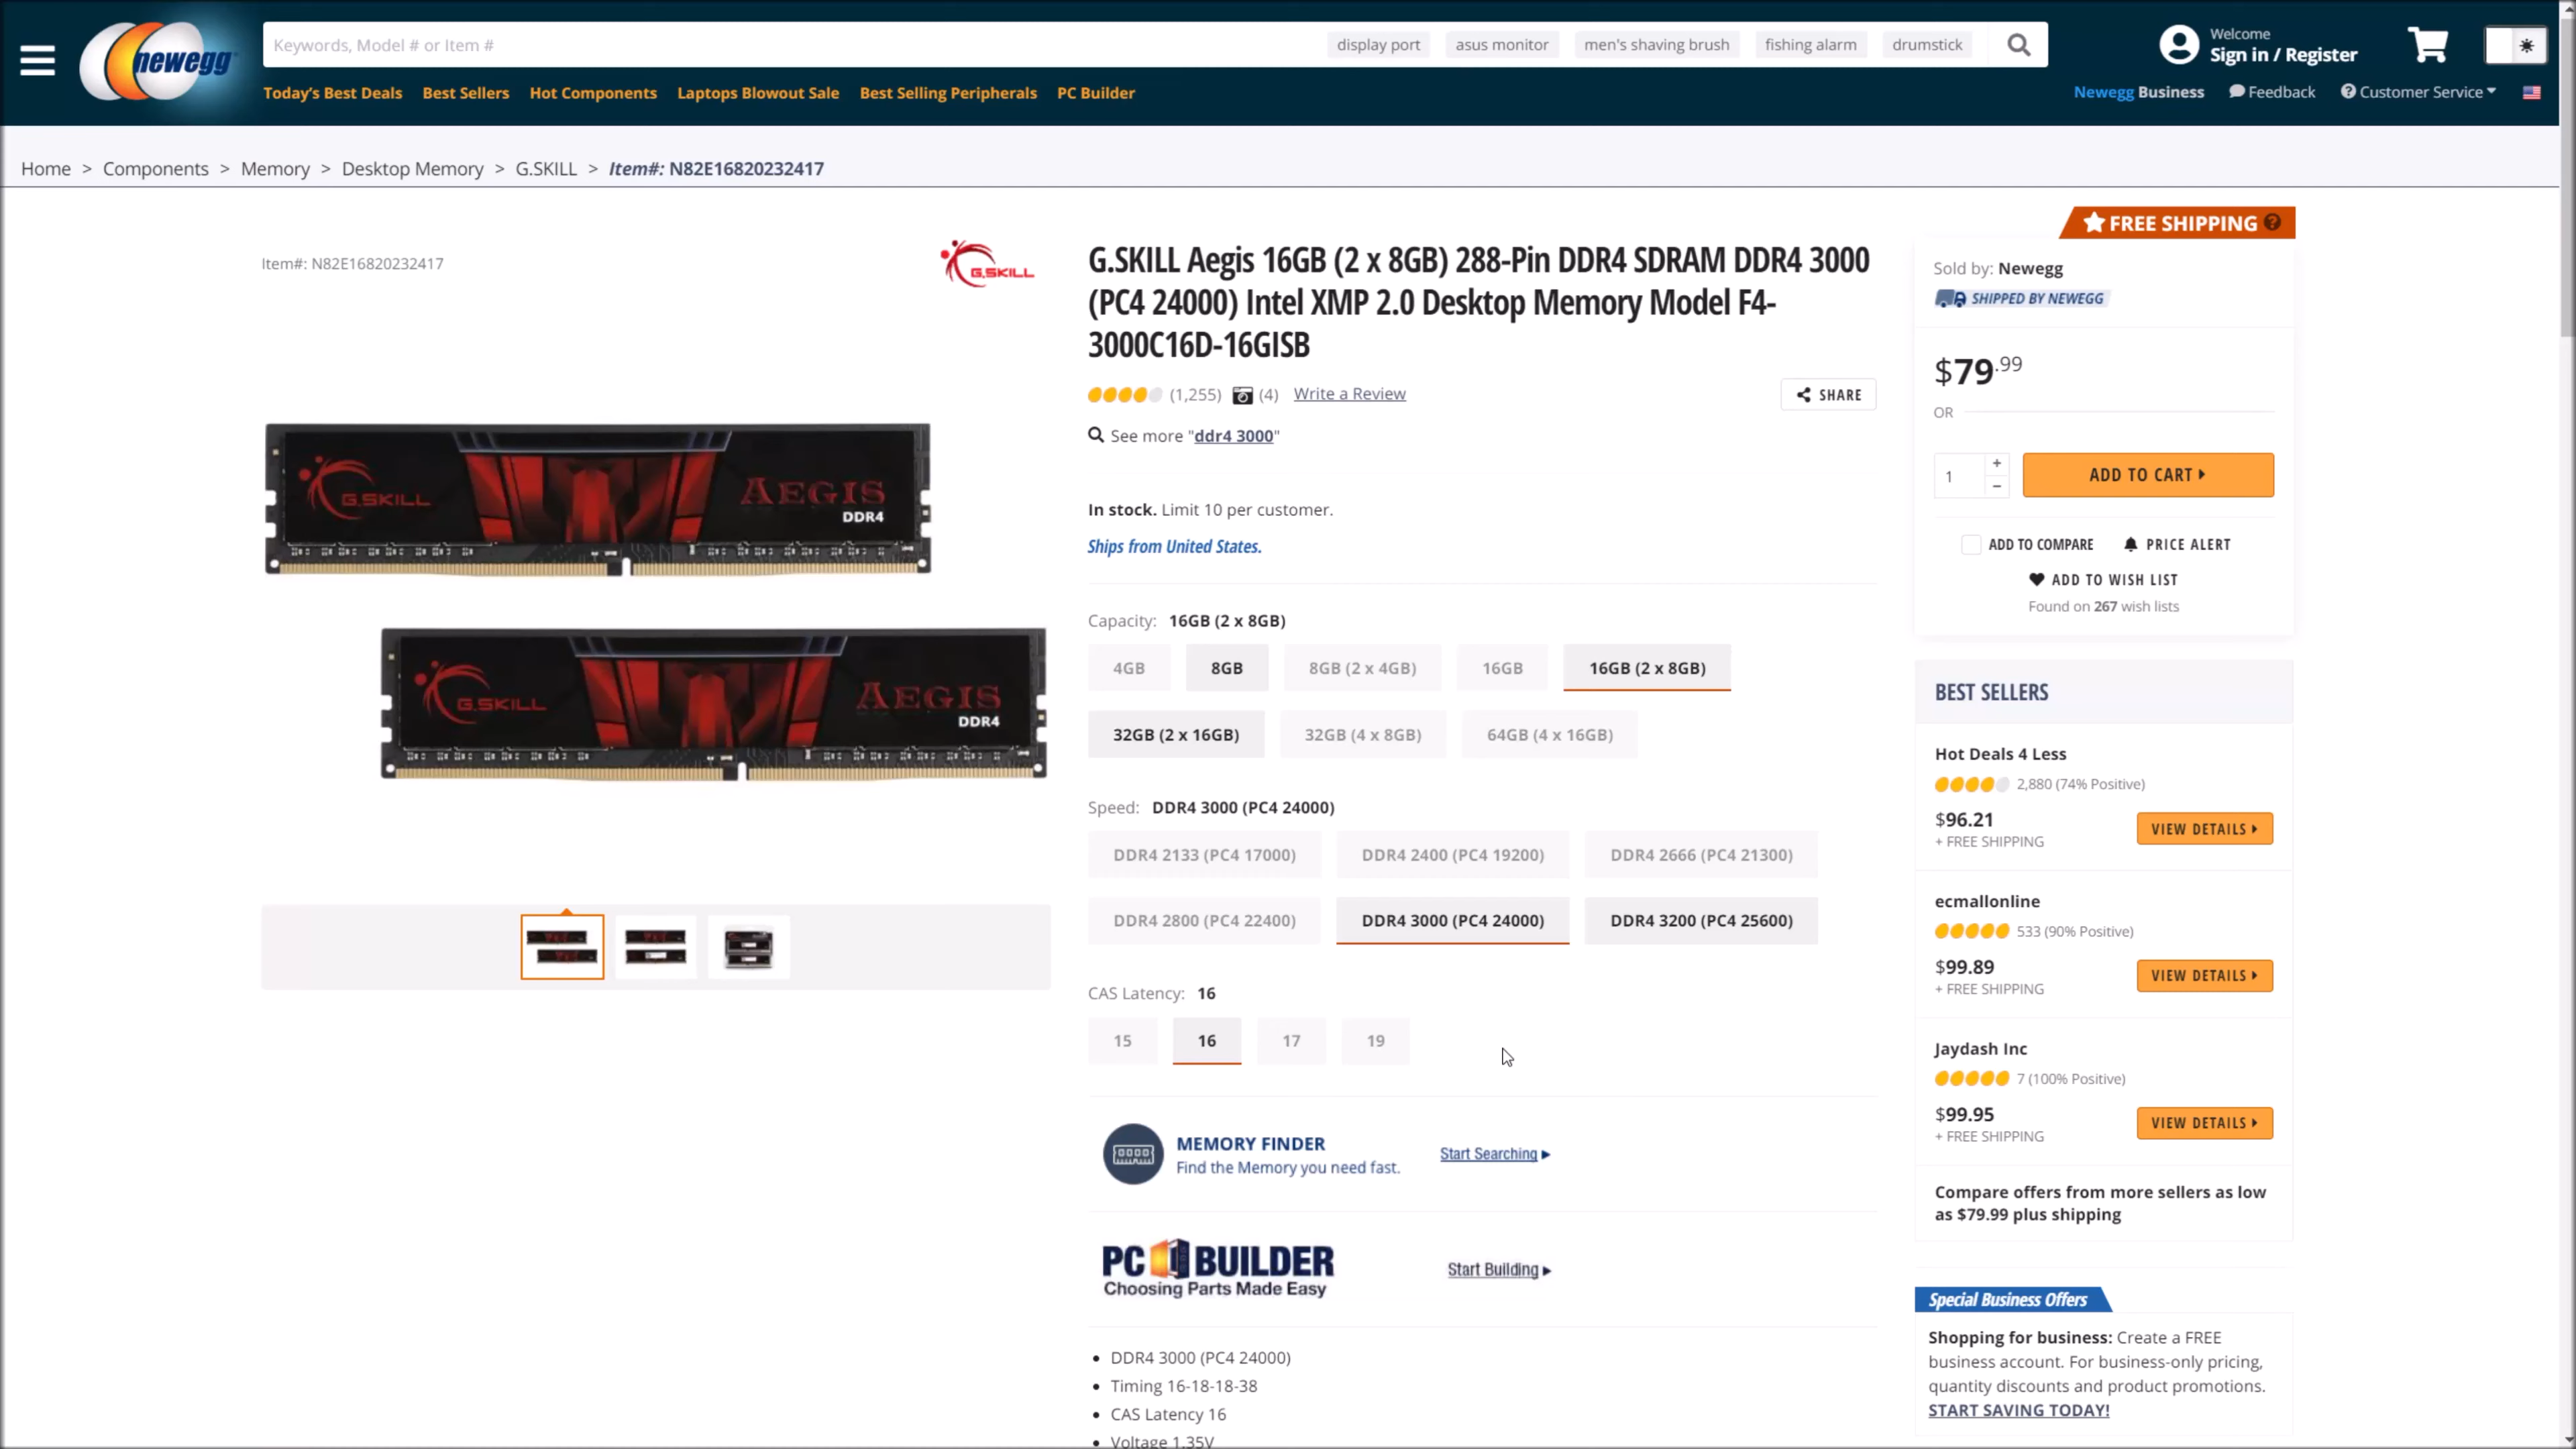 newegg
Keywords, Model # or Item #
display port
asus monitor
men's shaving brush
fishing alarm
drumstick
Welcome
Sign in / Register
Today's Best Deals
Best Sellers
Hot Components
Laptops Blowout Sale
Best Selling Peripherals
PC Builder
Newegg Business
Feedback
Customer Service
Home > Components > Memory > Desktop Memory > G.SKILL > Item#: N82E16820232417
Item#: N82E16820232417
G.SKILL
G.SKILL
AEGIS
DDR4
G.SKILL
AEGIS
DDR4
G.SKILL Aegis 16GB (2 x 8GB) 288-Pin DDR4 SDRAM DDR4 3000
(PC4 24000) Intel XMP 2.0 Desktop Memory Model F4-
3000C16D-16GISB
(1,255) (4) Write a Review
SHARE
See more "ddr4 3000"
In stock. Limit 10 per customer.
Ships from United States.
Capacity: 16GB (2 x 8GB)
4GB
8GB
8GB (2 x 4GB)
16GB
16GB (2 x 8GB)
32GB (2 x 16GB)
32GB (4 x 8GB)
64GB (4 x 16GB)
Speed: DDR4 3000 (PC4 24000)
DDR4 2133 (PC4 17000)
DDR4 2400 (PC4 19200)
DDR4 2666 (PC4 21300)
DDR4 2800 (PC4 22400)
DDR4 3000 (PC4 24000)
DDR4 3200 (PC4 25600)
CAS Latency: 16
15
16
17
19
MEMORY FINDER
Find the Memory you need fast.
Start Searching
PC BUILDER
Choosing Parts Made Easy
Start Building
• DDR4 3000 (PC4 24000)
• Timing 16-18-18-38
• CAS Latency 16
• Voltage 1.35V
FREE SHIPPING
Sold by: Newegg
SHIPPED BY NEWEGG
$79.99
OR
1
+
−
ADD TO CART
ADD TO COMPARE
PRICE ALERT
ADD TO WISH LIST
Found on 267 wish lists
BEST SELLERS
Hot Deals 4 Less
2,880 (74% Positive)
$96.21
+ FREE SHIPPING
VIEW DETAILS
ecmallonline
533 (90% Positive)
$99.89
+ FREE SHIPPING
VIEW DETAILS
Jaydash Inc
7 (100% Positive)
$99.95
+ FREE SHIPPING
VIEW DETAILS
Compare offers from more sellers as low
as $79.99 plus shipping
Special Business Offers
Shopping for business: Create a FREE
business account. For business-only pricing,
quantity discounts and product promotions.
START SAVING TODAY!